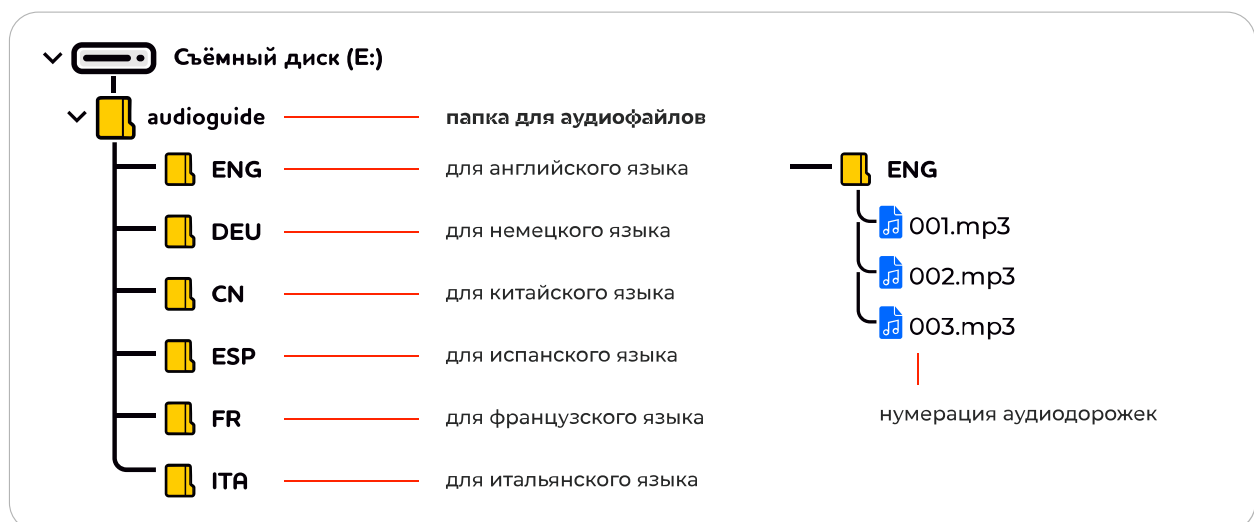 Съёмный диск (E:)
audioguide папка для аудиофайлов
ENG для английского языка
DEU для немецкого языка
CN для китайского языка
ESP для испанского языка
FR для французского языка
ITA для итальянского языка
ENG
001.mp3
002.mp3
003.mp3
нумерация аудиодорожек